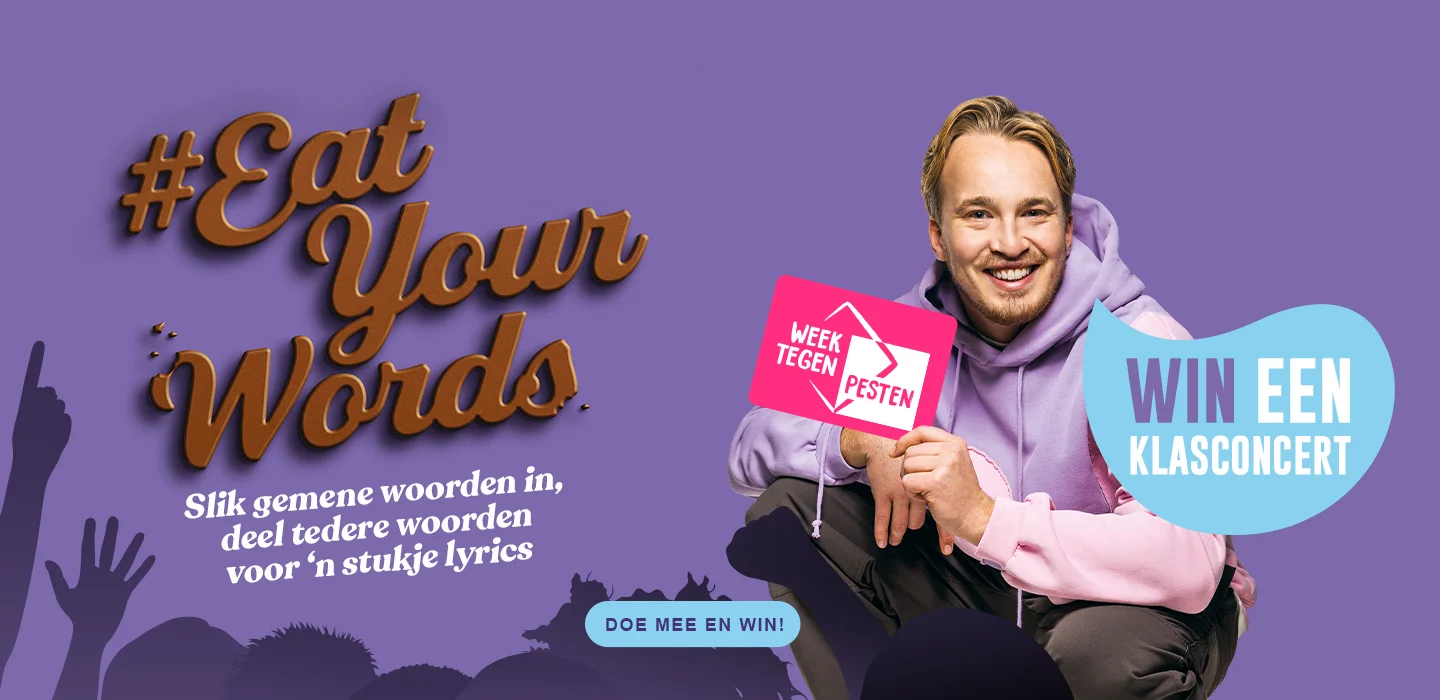 #Eat
Your
Words
Slik gemene woorden in,
deel tedere woorden
voor ‘n stukje lyrics
WEEK
TEGEN
PESTEN
WIN EEN
KLASCONCERT
DOE MEE EN WIN!